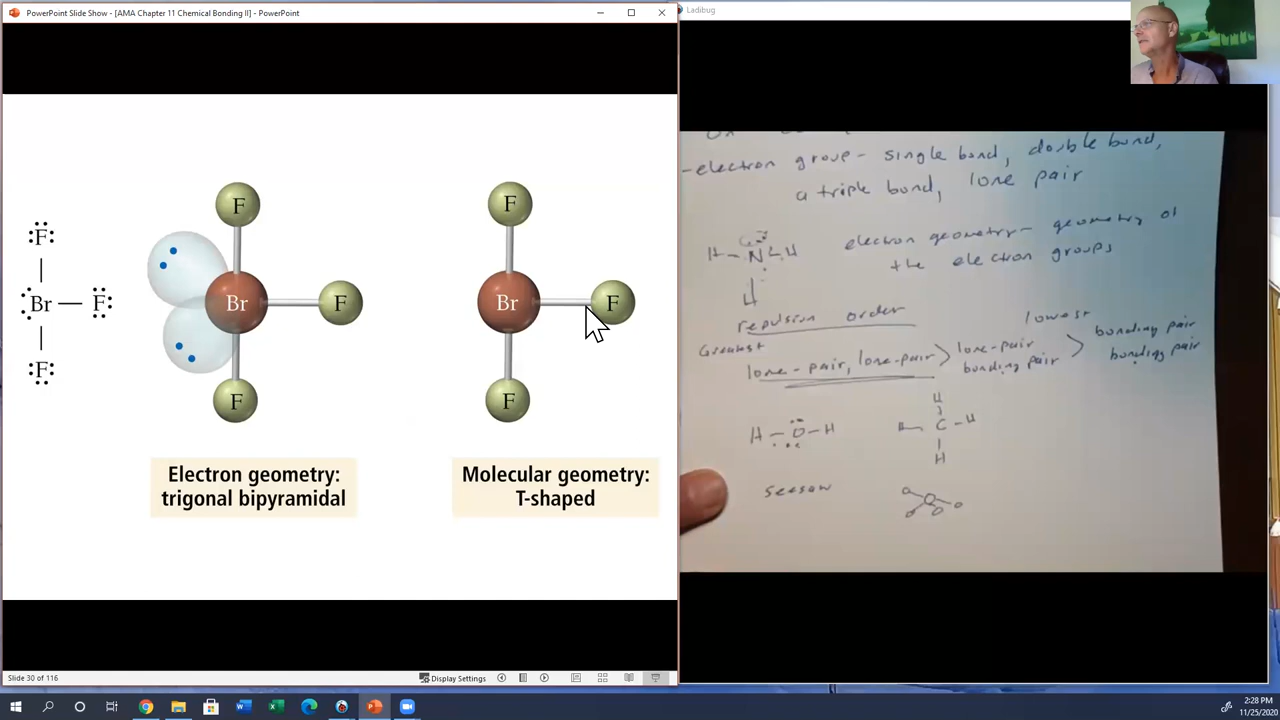 PowerPoint Slide Show - [AMA Chapter 11 Chemical Bonding II] - PowerPoint
Ladibug
F
Br — F
F
F
Br
F
F
F
Br
F
F
Electron geometry:
trigonal bipyramidal
Molecular geometry:
T-shaped
-electron group - single bond, double bond,
a triple bond, lone pair
H - N - H
H
electron geometry - geometry of
the electron groups
repulsion order
Greatest
lowest
lone-pair, lone-pair > lone-pair
bonding pair > bonding pair
bonding pair
H - O - H
H
H - C - H
H
seesaw
Slide 30 of 116
Display Settings
2:28 PM
11/25/2020